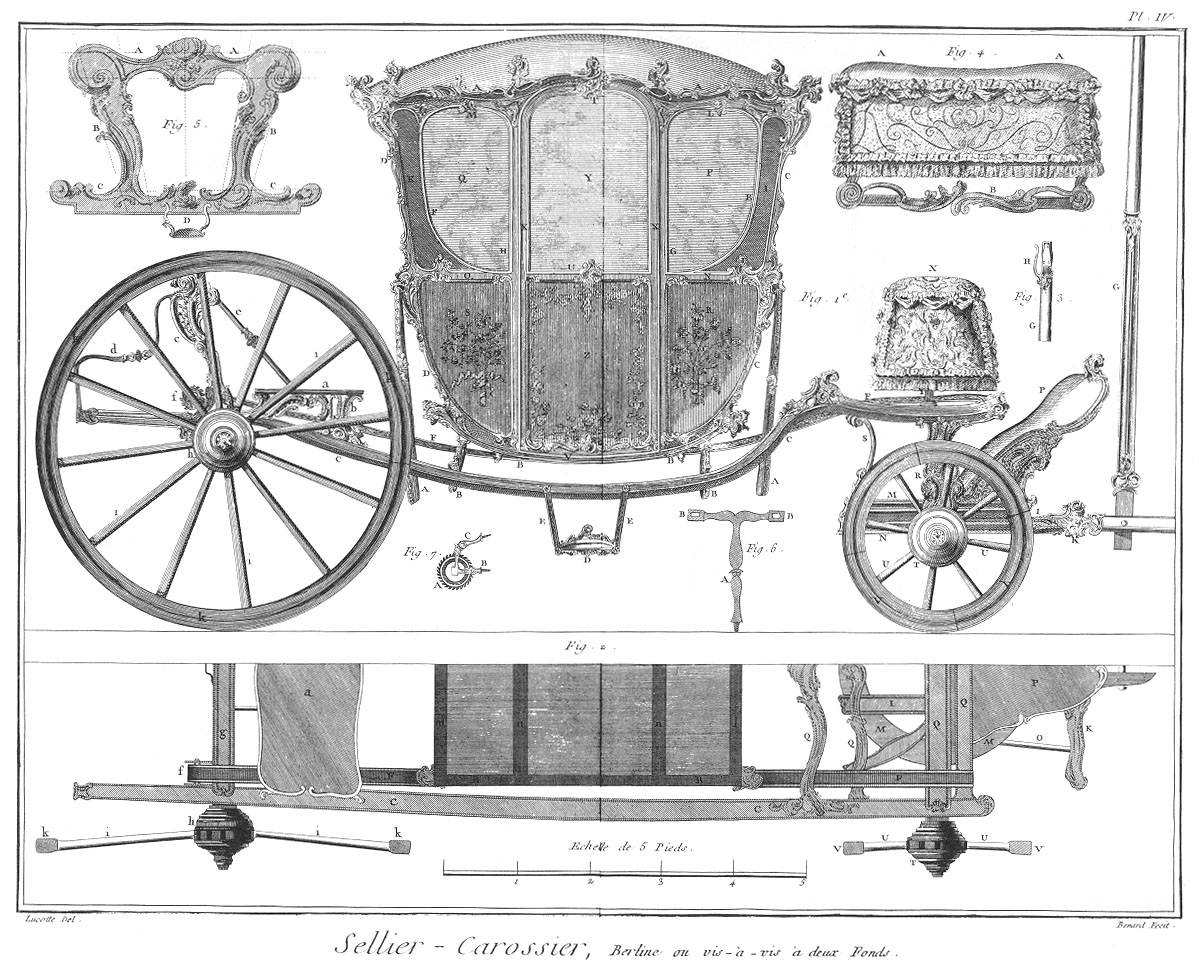 Pl. IV.
A A
Fig. 4.
A A
Fig. 5.
B B
C C
D
A A
M T L
D C
K Q Y P I
F E
X X
H G
U
O N
S R
Z
D C
V
B
Fig. 1e.
X
Fig. 3.
H
G
G
e
c
d
i
a
b
f
h
F
c
B B
A B B A
C
F
P
S
R
M
N
I
K
O
U U
T
i
i
k
E E
D
Fig. 7.
C
B
A
B B
Fig. 6.
A
Fig. 2.
a
g
f
F
C
h
k i i k
B B
C
F
Q Q
Q Q
L
M M
P
O
K
V U U V
T
Echelle de 5 Pieds.
1 2 3 4 5
Lucotte Del.
Benard Fecit.
Sellier - Carossier, Berline ou vis-à-vis à deux Fonds.